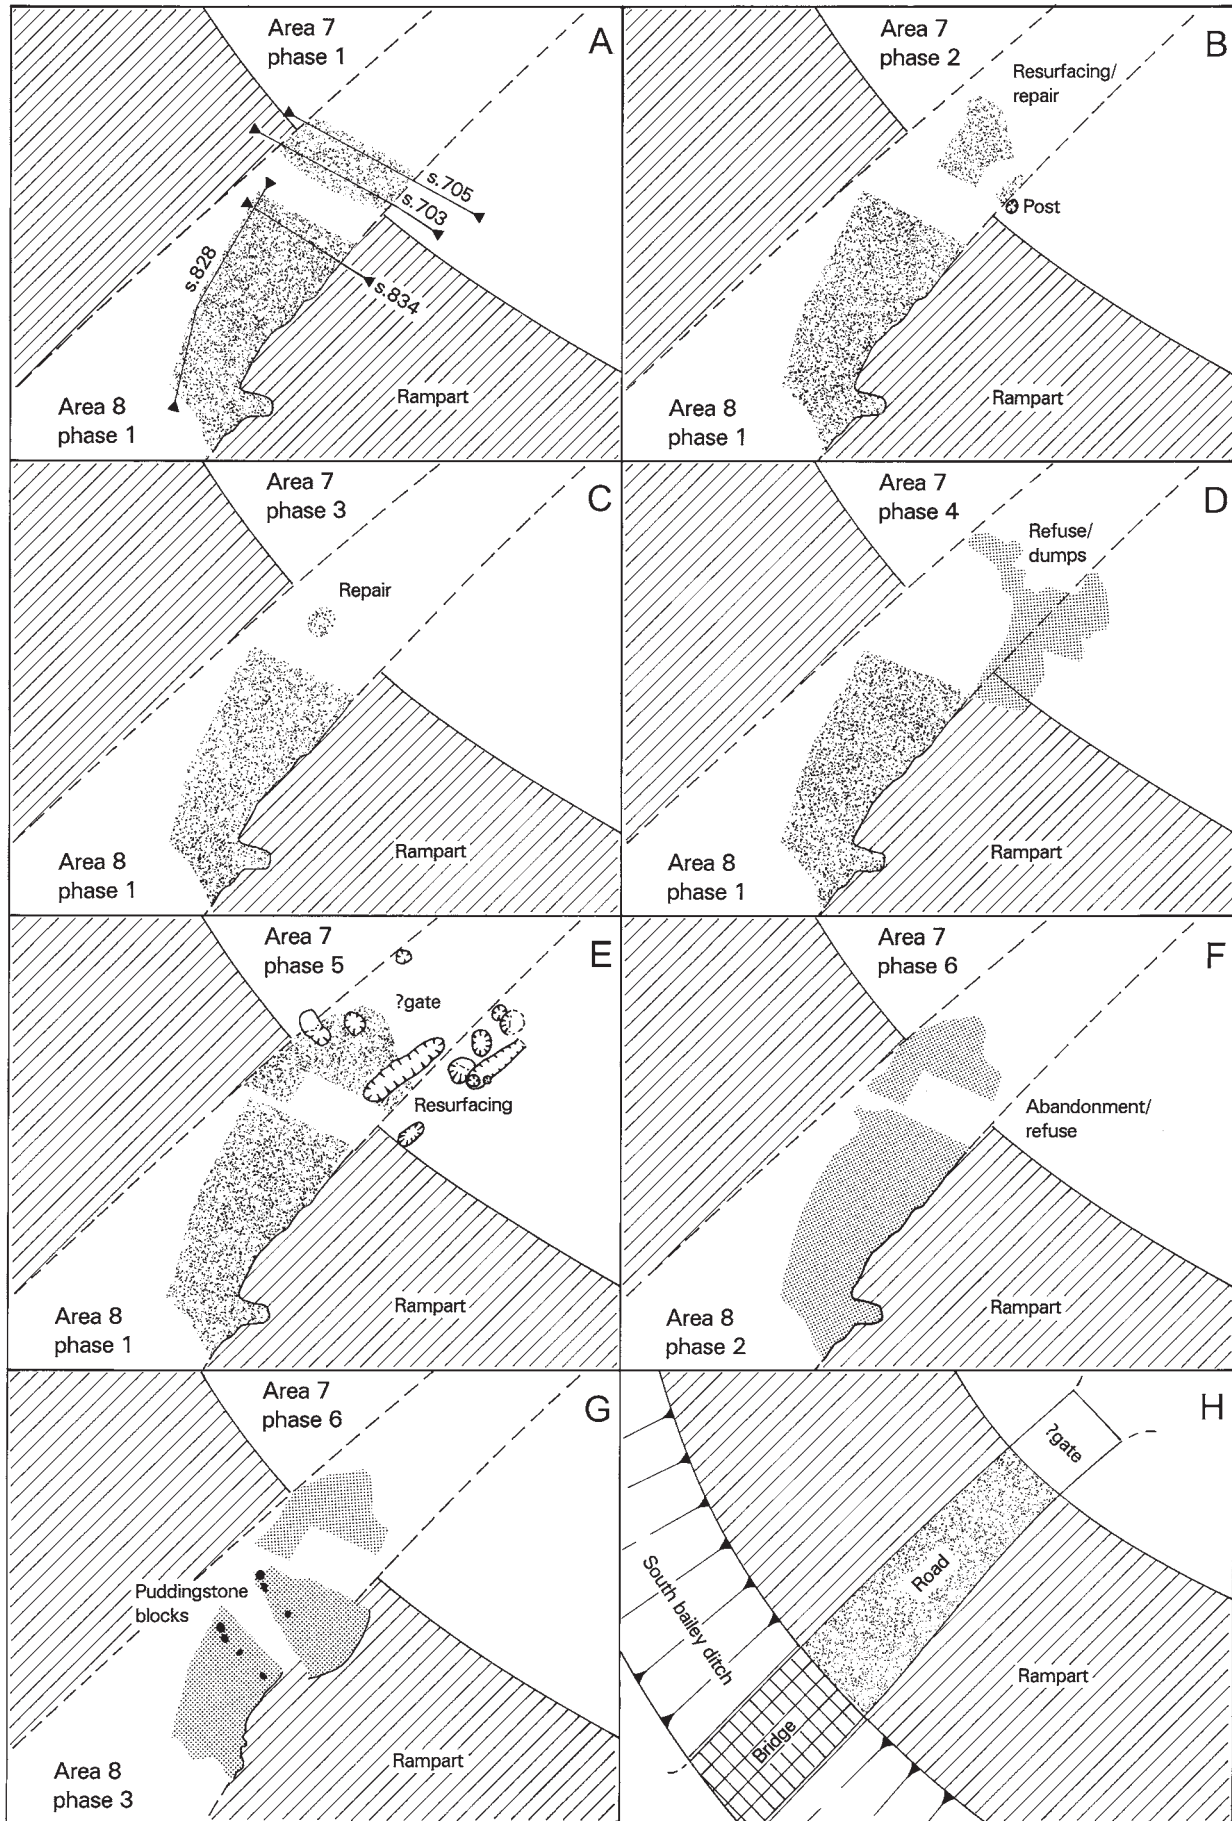 Area 7
phase 1
A
s.705
s.703
s.828
s.834
Rampart
Area 8
phase 1
Area 7
phase 2
B
Resurfacing/
repair
Post
Rampart
Area 8
phase 1
Area 7
phase 3
C
Repair
Rampart
Area 8
phase 1
Area 7
phase 4
D
Refuse/
dumps
Rampart
Area 8
phase 1
Area 7
phase 5
E
?gate
Resurfacing
Rampart
Area 8
phase 1
Area 7
phase 6
F
Abandonment/
refuse
Rampart
Area 8
phase 2
Area 7
phase 6
G
Puddingstone
blocks
Rampart
Area 8
phase 3
H
?gate
Road
South bailey ditch
Rampart
Bridge